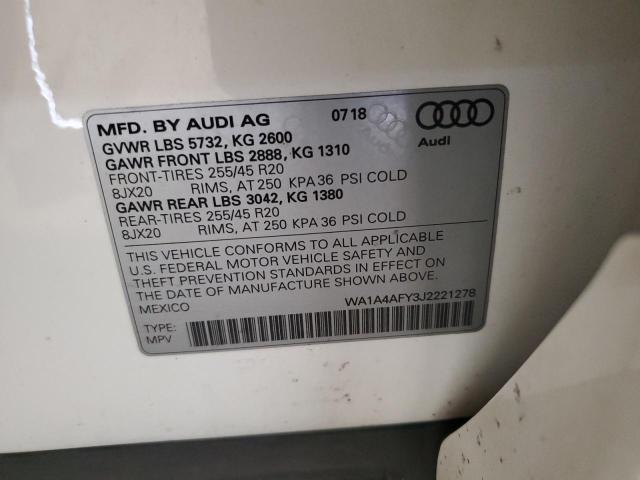 MFD. BY AUDI AG 07 18
Audi
GVWR LBS 5732, KG 2600
GAWR FRONT LBS 2888, KG 1310
FRONT-TIRES 255/45 R20
8JX20 RIMS, AT 250 KPA 36 PSI COLD
GAWR REAR LBS 3042, KG 1380
REAR-TIRES 255/45 R20
8JX20 RIMS, AT 250 KPA 36 PSI COLD
THIS VEHICLE CONFORMS TO ALL APPLICABLE
U.S. FEDERAL MOTOR VEHICLE SAFETY AND
THEFT PREVENTION STANDARDS IN EFFECT ON
THE DATE OF MANUFACTURE SHOWN ABOVE.
MEXICO WA1A4AFY3J2221278
TYPE:
MPV